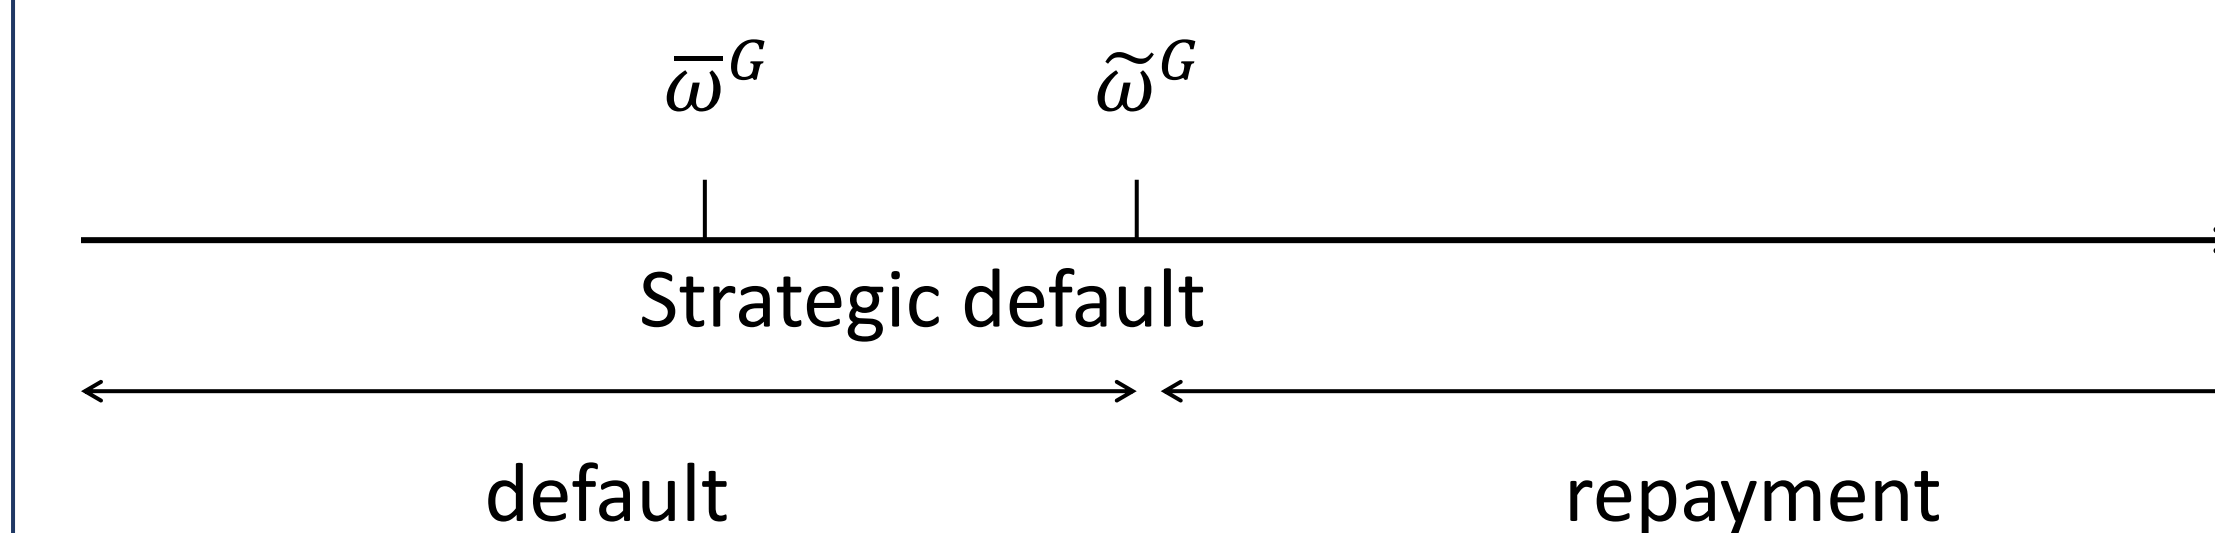 ω̅ᴳ ω̃ᴳ
Strategic default
default repayment